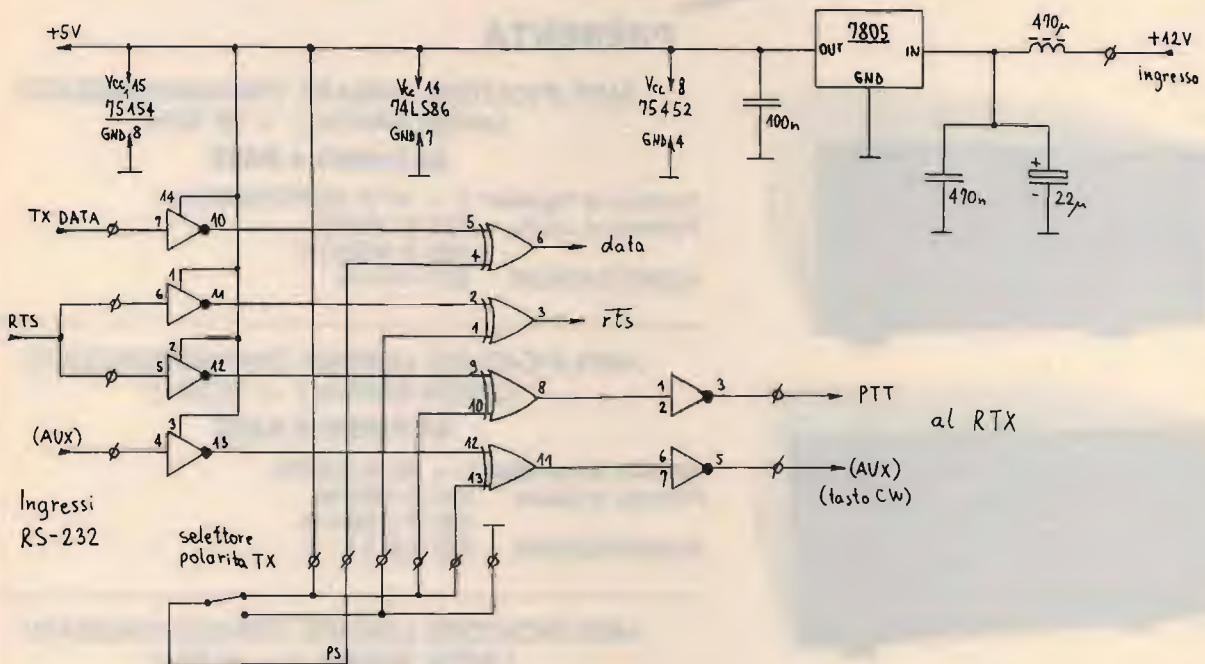 +5V
Vcc 15
75154
GND 8
Vcc 14
74LS86
GND 7
Vcc 8
75452
GND 4
100n
7805
OUT
IN
GND
470µ
+12V
ingresso
470n
+
-
22µ
TX DATA
7
14
10
5
4
6
data
RTS
6
1
11
2
1
3
rts
5
2
12
9
10
8
1
2
3
PTT
(AUX)
4
3
13
12
13
11
6
7
5
(AUX)
(tasto CW)
al RTX
Ingressi
RS-232
selettore
polarita TX
PS